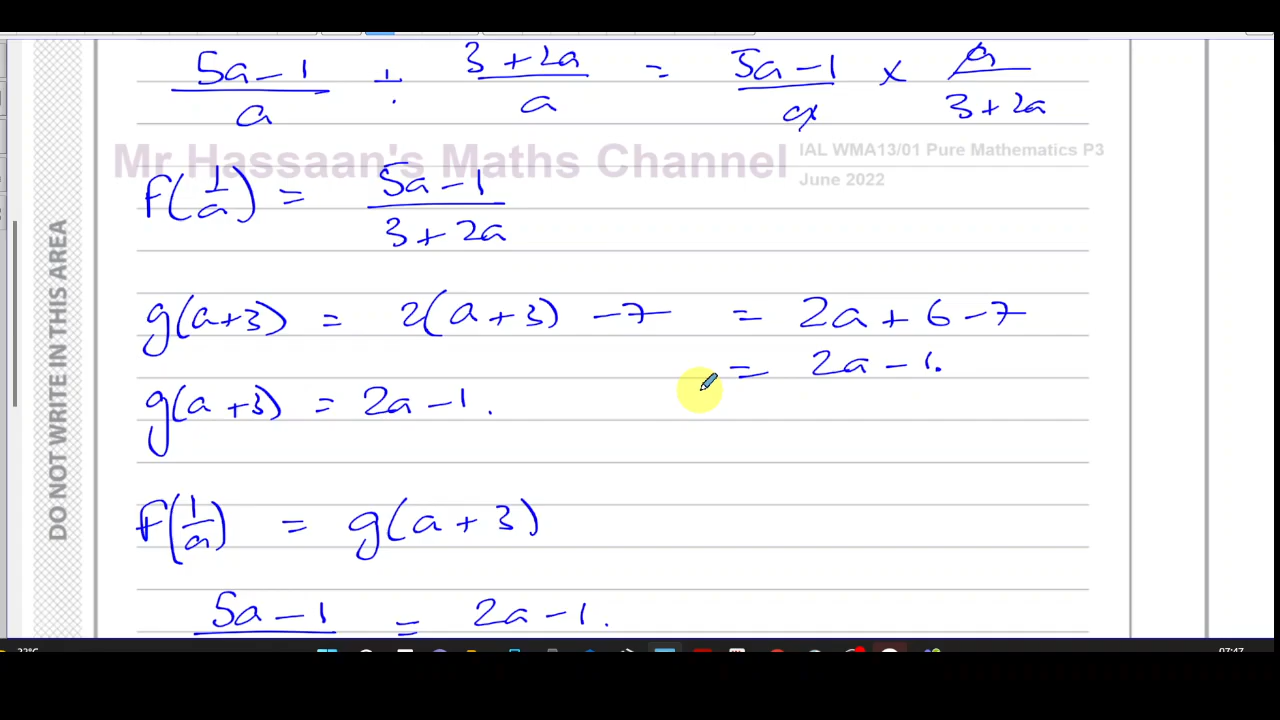 5a - 1 / a ÷ 3 + 2a / a = 5a - 1 / a × a / 3 + 2a
Mr Hassaan's Maths Channel
IAL WMA13/01 Pure Mathematics P3
June 2022
f(1/a) = 5a - 1 / 3 + 2a
g(a+3) = 2(a+3) - 7 = 2a + 6 - 7
= 2a - 1.
g(a+3) = 2a - 1.
f(1/a) = g(a+3)
5a - 1 = 2a - 1.
DO NOT WRITE IN THIS AREA